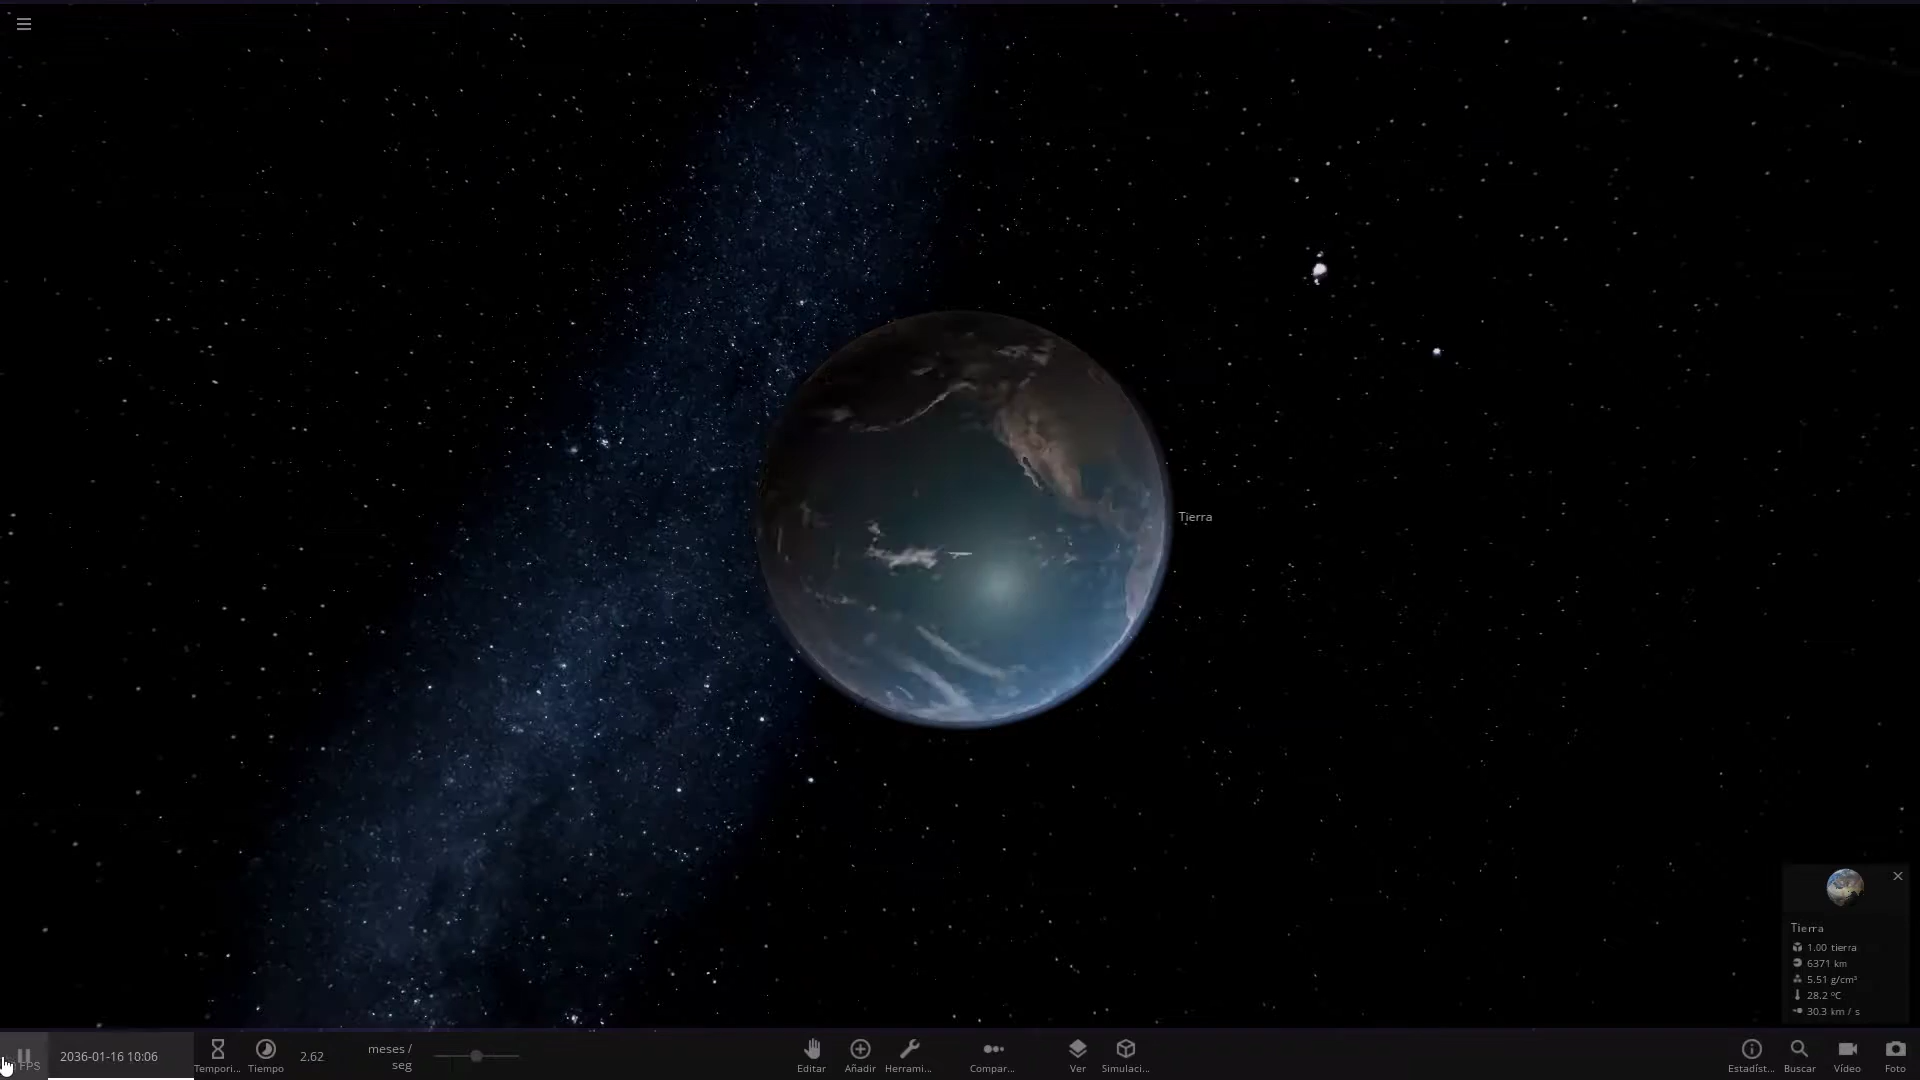 Tierra
Tierra
1.00 tierra
6371 km
5.51 g/cm³
28.2 ºC
30.3 km / s
FPS
2036-01-16 10:06
Tempori...
Tiempo
2.62
meses /
seg
Editar
Añadir
Herrami...
Compar...
Ver
Simulaci...
Estadíst...
Buscar
Vídeo
Foto